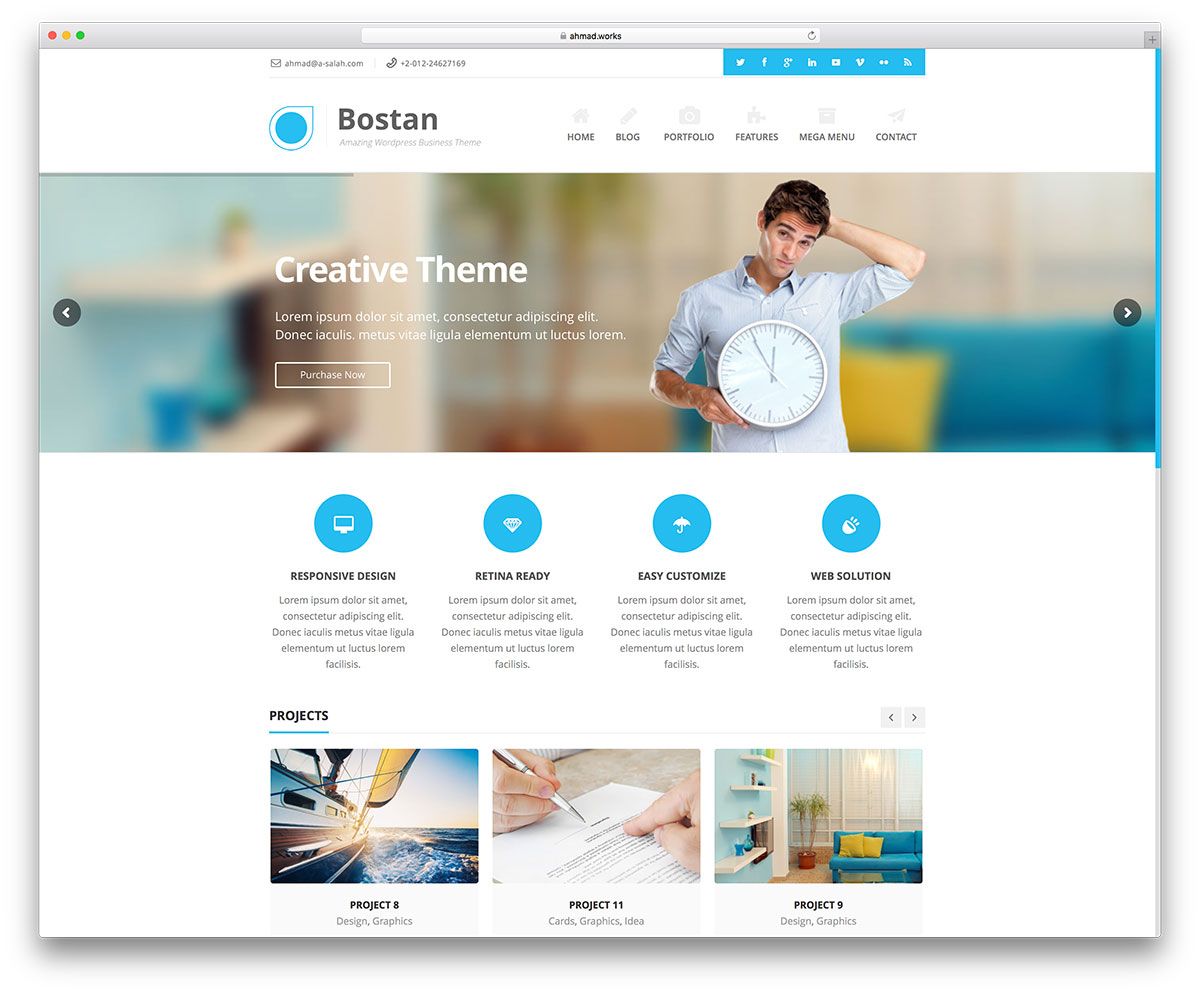 ahmad.works
ahmad@a-salah.com
+2-012-24627169
Bostan
Amazing Wordpress Business Theme
HOME
BLOG
PORTFOLIO
FEATURES
MEGA MENU
CONTACT
Creative Theme
Lorem ipsum dolor sit amet, consectetur adipiscing elit.
Donec iaculis. metus vitae ligula elementum ut luctus lorem.
Purchase Now
RESPONSIVE DESIGN
Lorem ipsum dolor sit amet,
consectetur adipiscing elit.
Donec iaculis metus vitae ligula
elementum ut luctus lorem
facilisis.
RETINA READY
Lorem ipsum dolor sit amet,
consectetur adipiscing elit.
Donec iaculis metus vitae ligula
elementum ut luctus lorem
facilisis.
EASY CUSTOMIZE
Lorem ipsum dolor sit amet,
consectetur adipiscing elit.
Donec iaculis metus vitae ligula
elementum ut luctus lorem
facilisis.
WEB SOLUTION
Lorem ipsum dolor sit amet,
consectetur adipiscing elit.
Donec iaculis metus vitae ligula
elementum ut luctus lorem
facilisis.
PROJECTS
PROJECT 8
Design, Graphics
PROJECT 11
Cards, Graphics, Idea
PROJECT 9
Design, Graphics